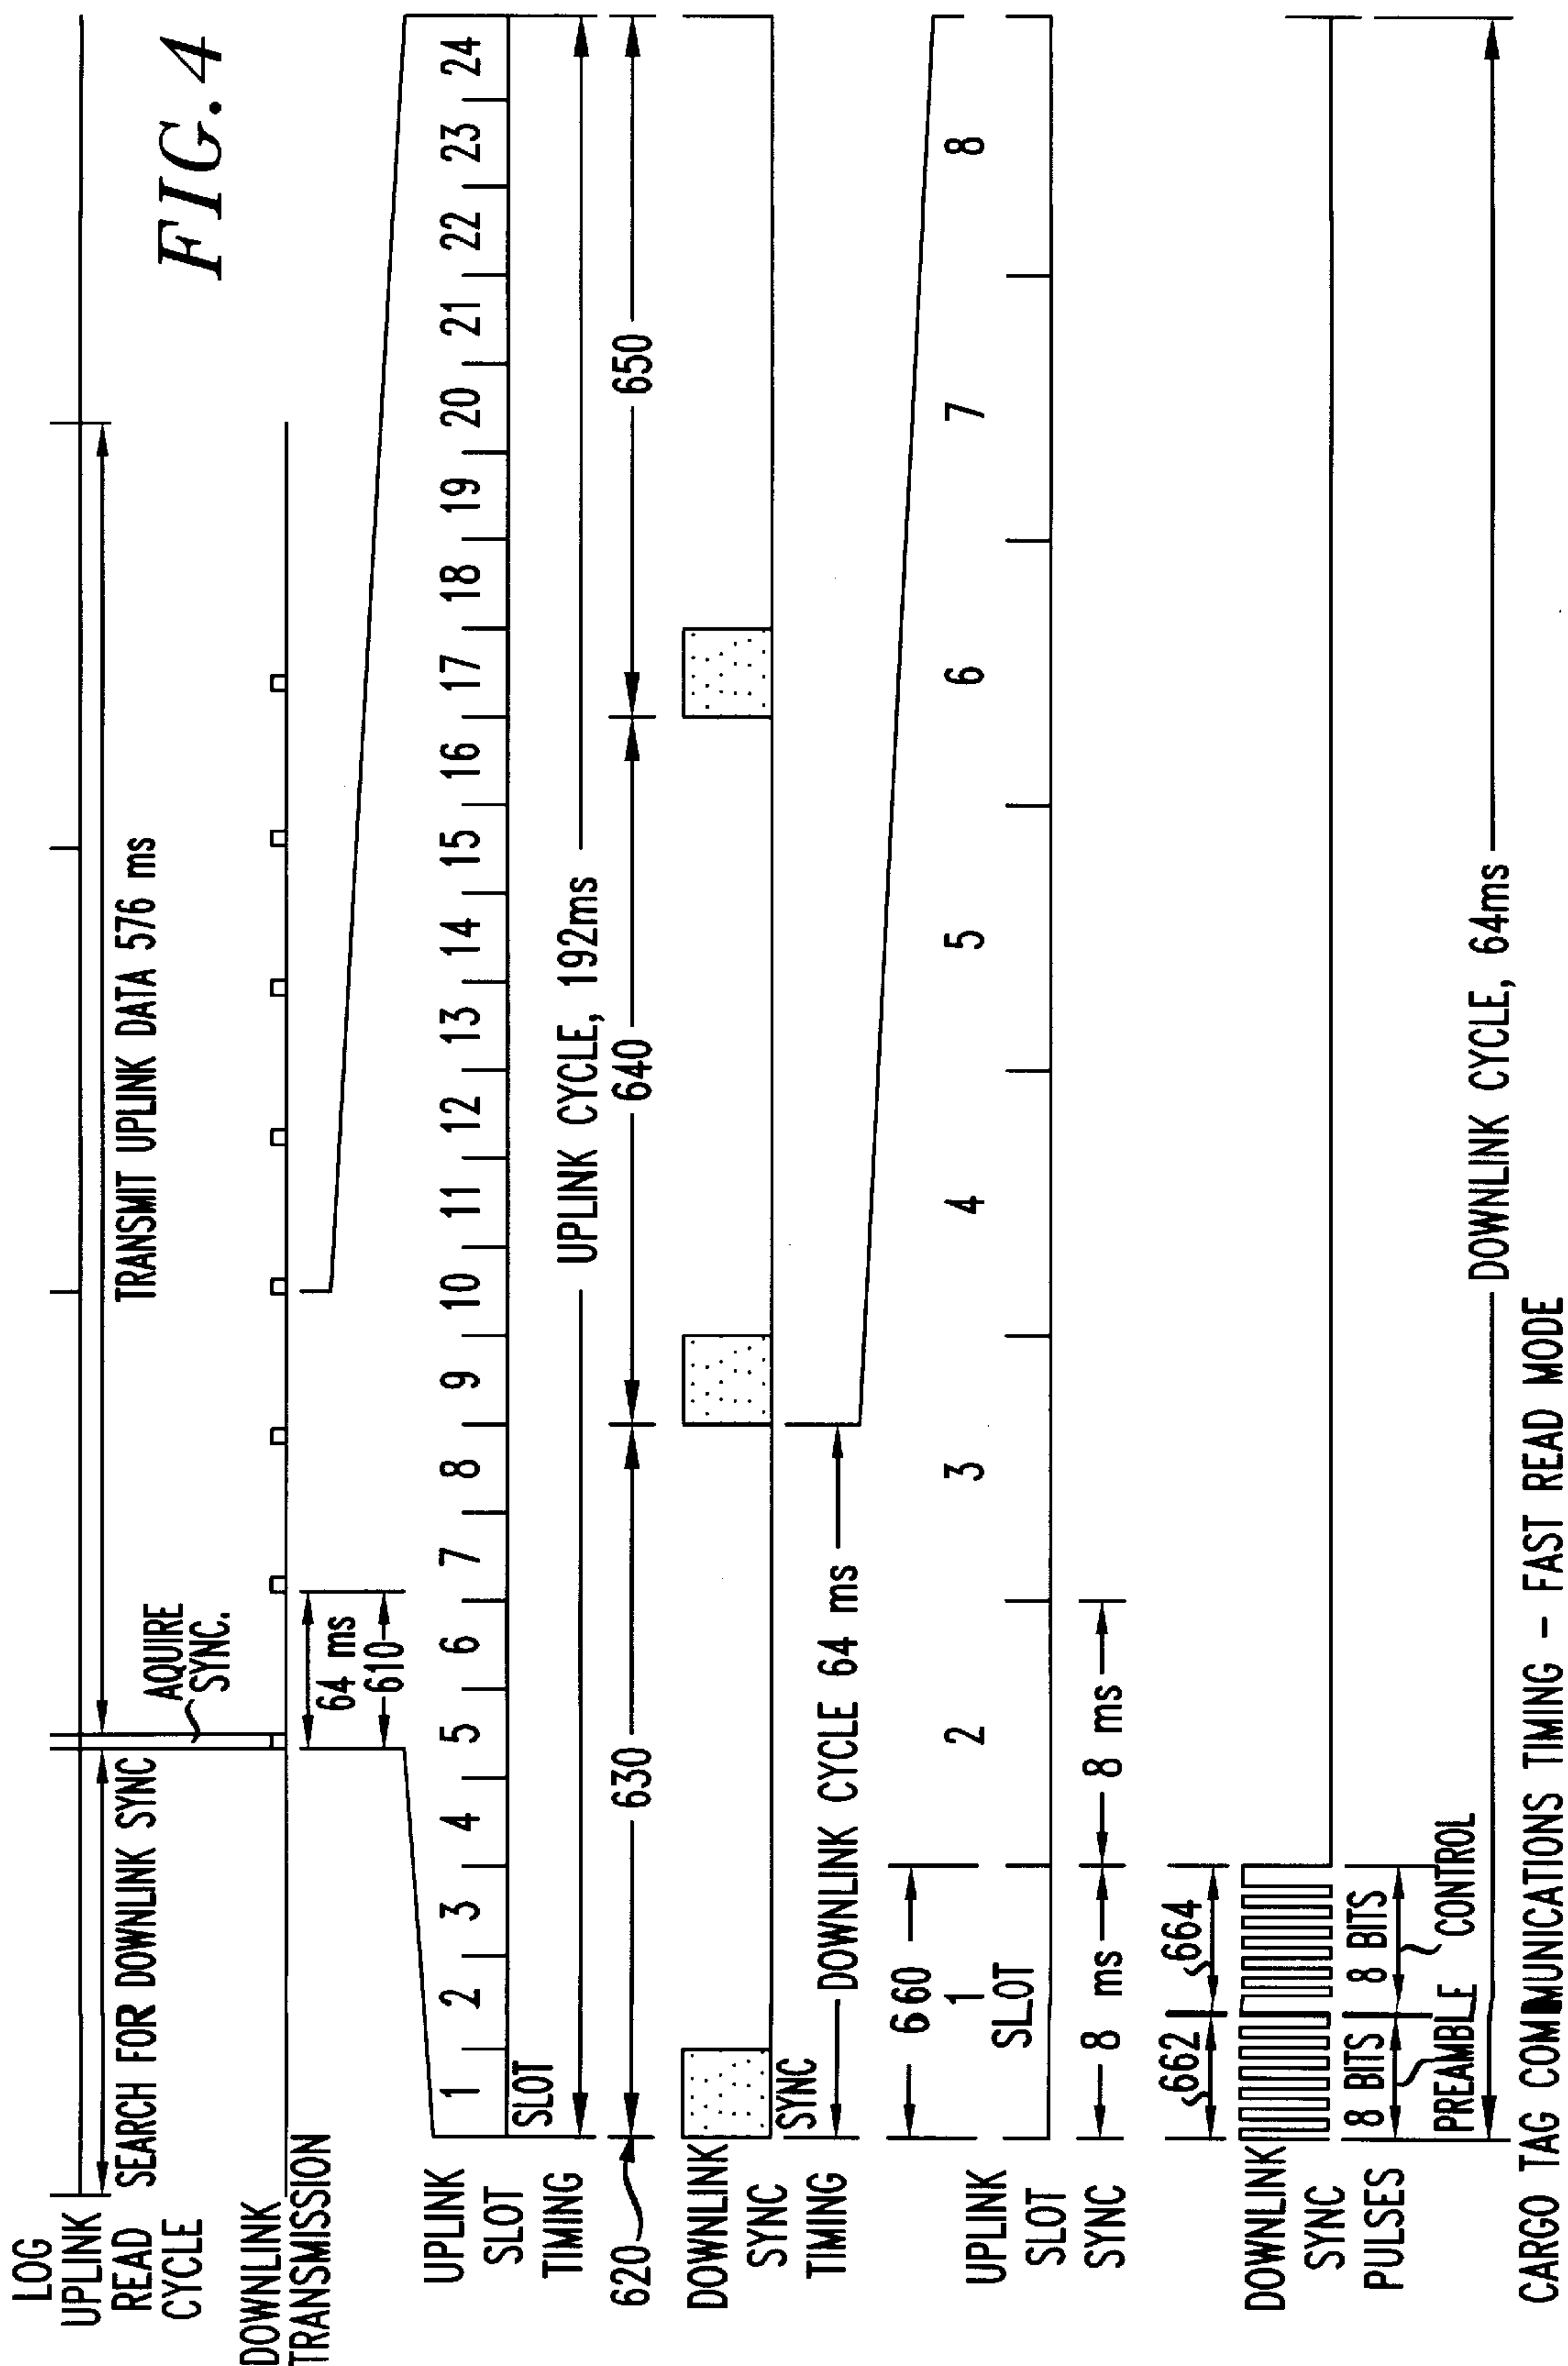 FIG.4
LOG
UPLINK
READ
CYCLE
SEARCH FOR DOWNLINK SYNC
AQUIRE
SYNC.
TRANSMIT UPLINK DATA 576 ms
DOWNLINK
TRANSMISSION
64 ms
610
UPLINK
SLOT
TIMING
1 2 3 4 5 6 7 8 9 10 11 12 13 14 15 16 17 18 19 20 21 22 23 24
SLOT
UPLINK CYCLE, 192ms
620
630
640
650
DOWNLINK
SYNC
TIMING
SYNC
DOWNLINK CYCLE 64 ms
660
UPLINK
SLOT
SYNC
1 2 3 4 5 6 7 8
SLOT
8 ms
8 ms
662
664
DOWNLINK
SYNC
PULSES
8 BITS
8 BITS
PREAMBLE
CONTROL
DOWNLINK CYCLE, 64ms
CARGO TAG COMMUNICATIONS TIMING - FAST READ MODE